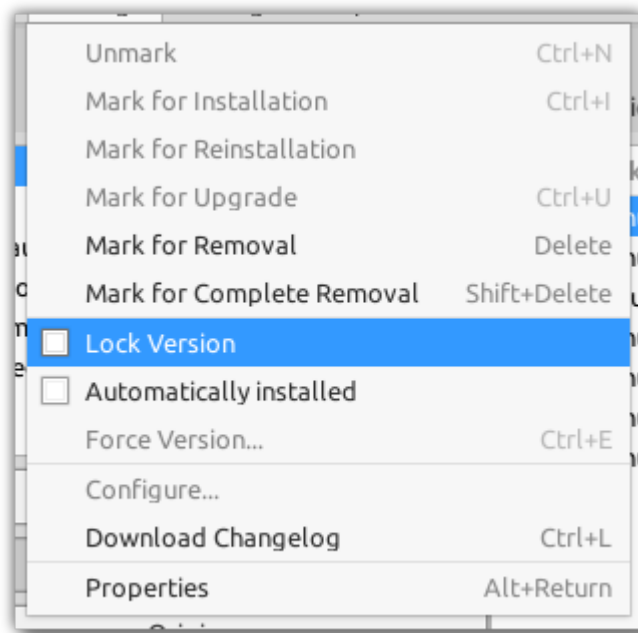 Unmark Ctrl+N
Mark for Installation Ctrl+I
Mark for Reinstallation
Mark for Upgrade Ctrl+U
Mark for Removal Delete
Mark for Complete Removal Shift+Delete
Lock Version
Automatically installed
Force Version... Ctrl+E
Configure...
Download Changelog Ctrl+L
Properties Alt+Return